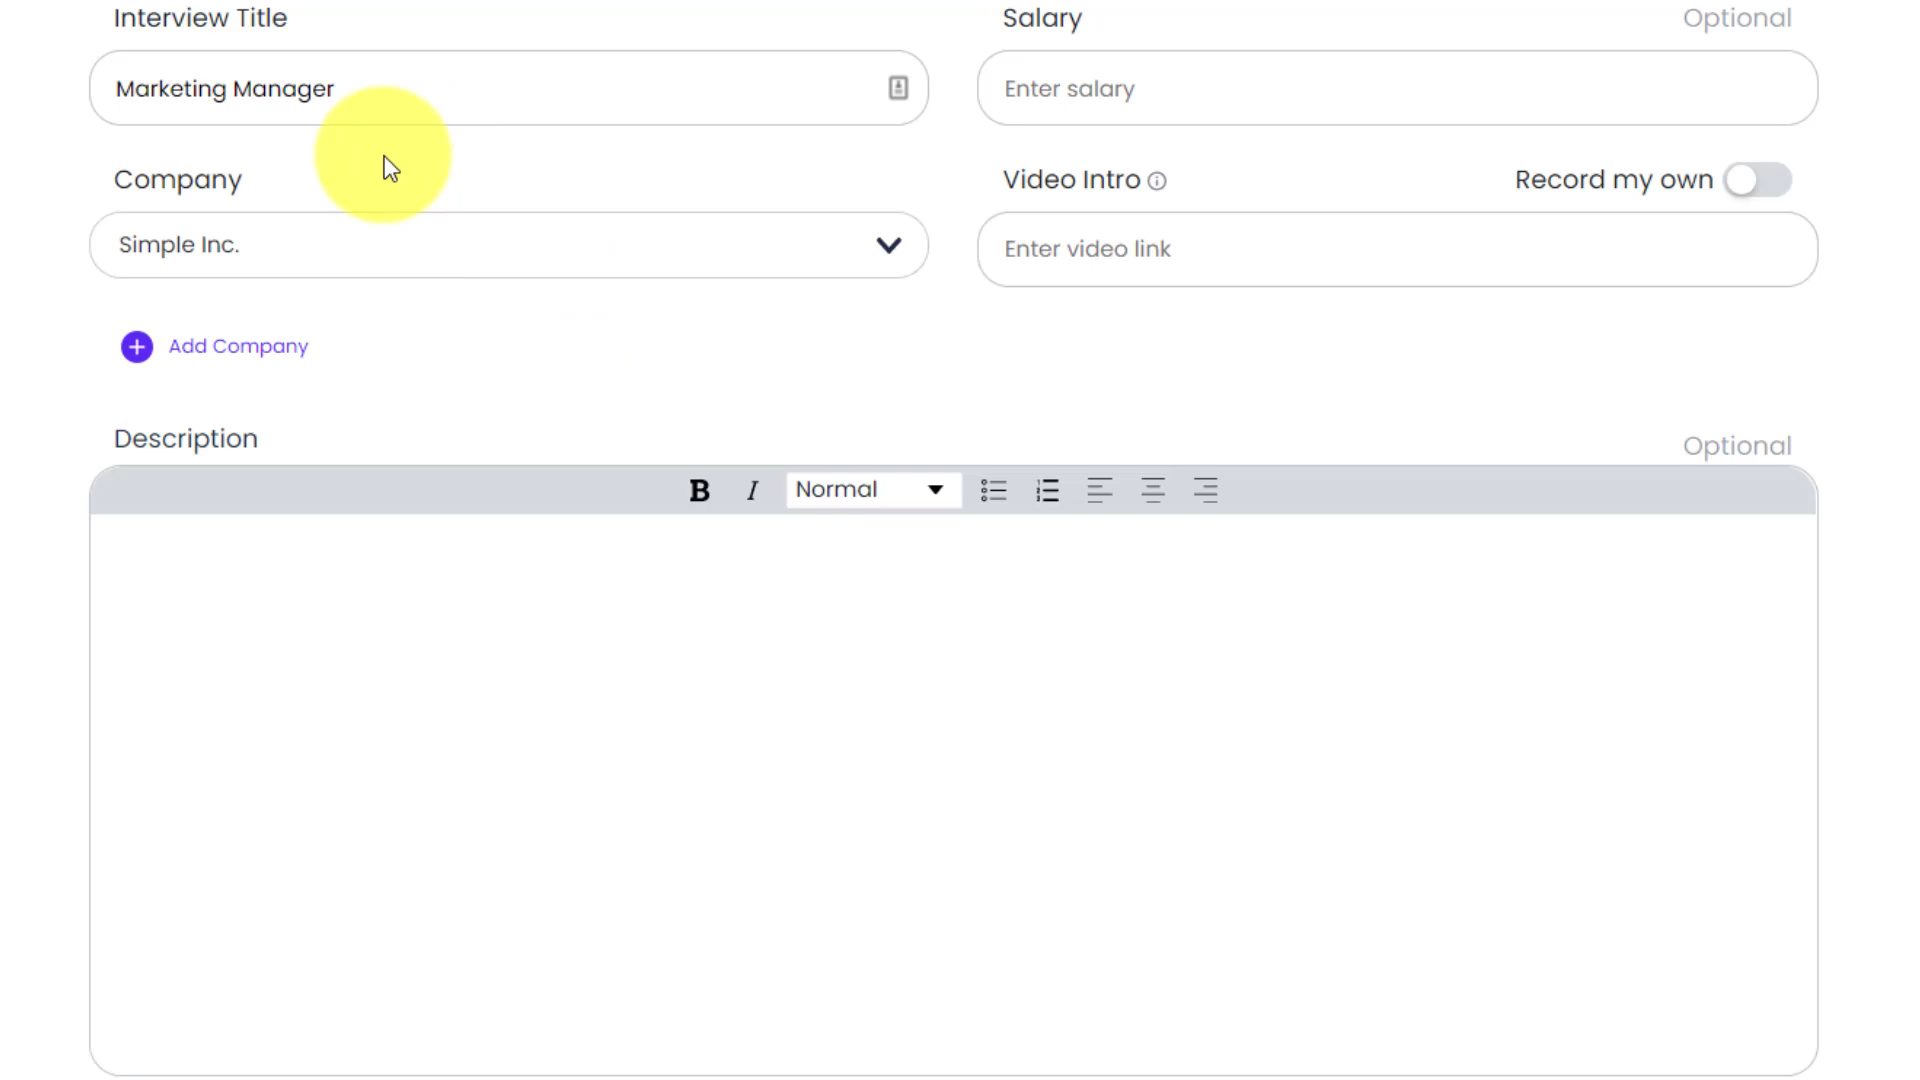 Interview Title
Salary Optional
Marketing Manager
Enter salary
Company
Video Intro Record my own
Simple Inc.
Enter video link
Add Company
Description
Optional
B I Normal